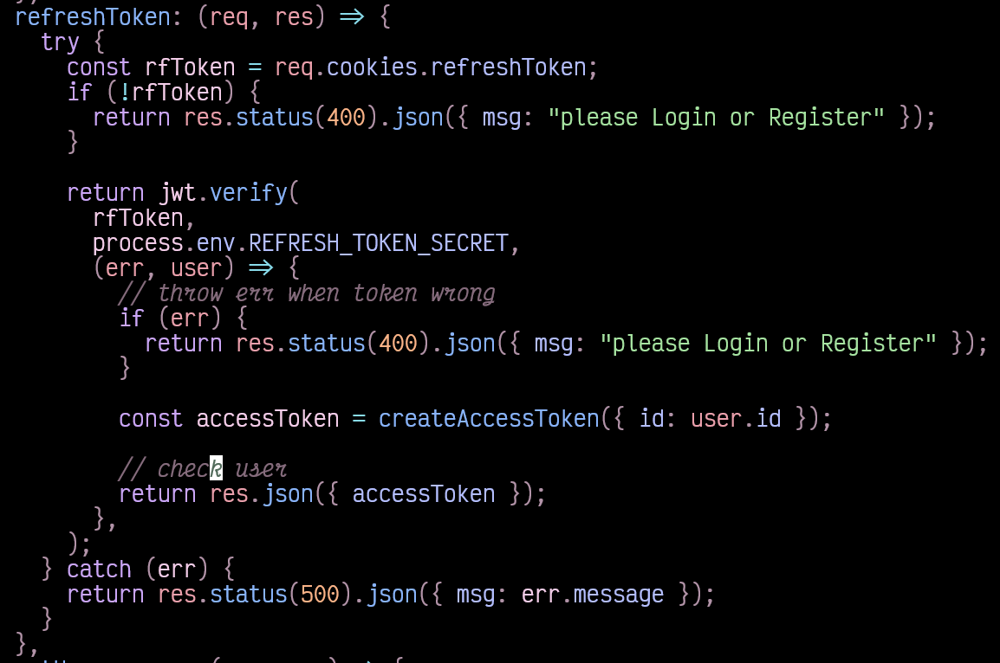 refreshToken: (req, res) => {
  try {
    const rfToken = req.cookies.refreshToken;
    if (!rfToken) {
      return res.status(400).json({ msg: "please Login or Register" });
    }

    return jwt.verify(
      rfToken,
      process.env.REFRESH_TOKEN_SECRET,
      (err, user) => {
        // throw err when token wrong
        if (err) {
          return res.status(400).json({ msg: "please Login or Register" });
        }

        const accessToken = createAccessToken({ id: user.id });

        // check user
        return res.json({ accessToken });
      },
    );
  } catch (err) {
    return res.status(500).json({ msg: err.message });
  }
},